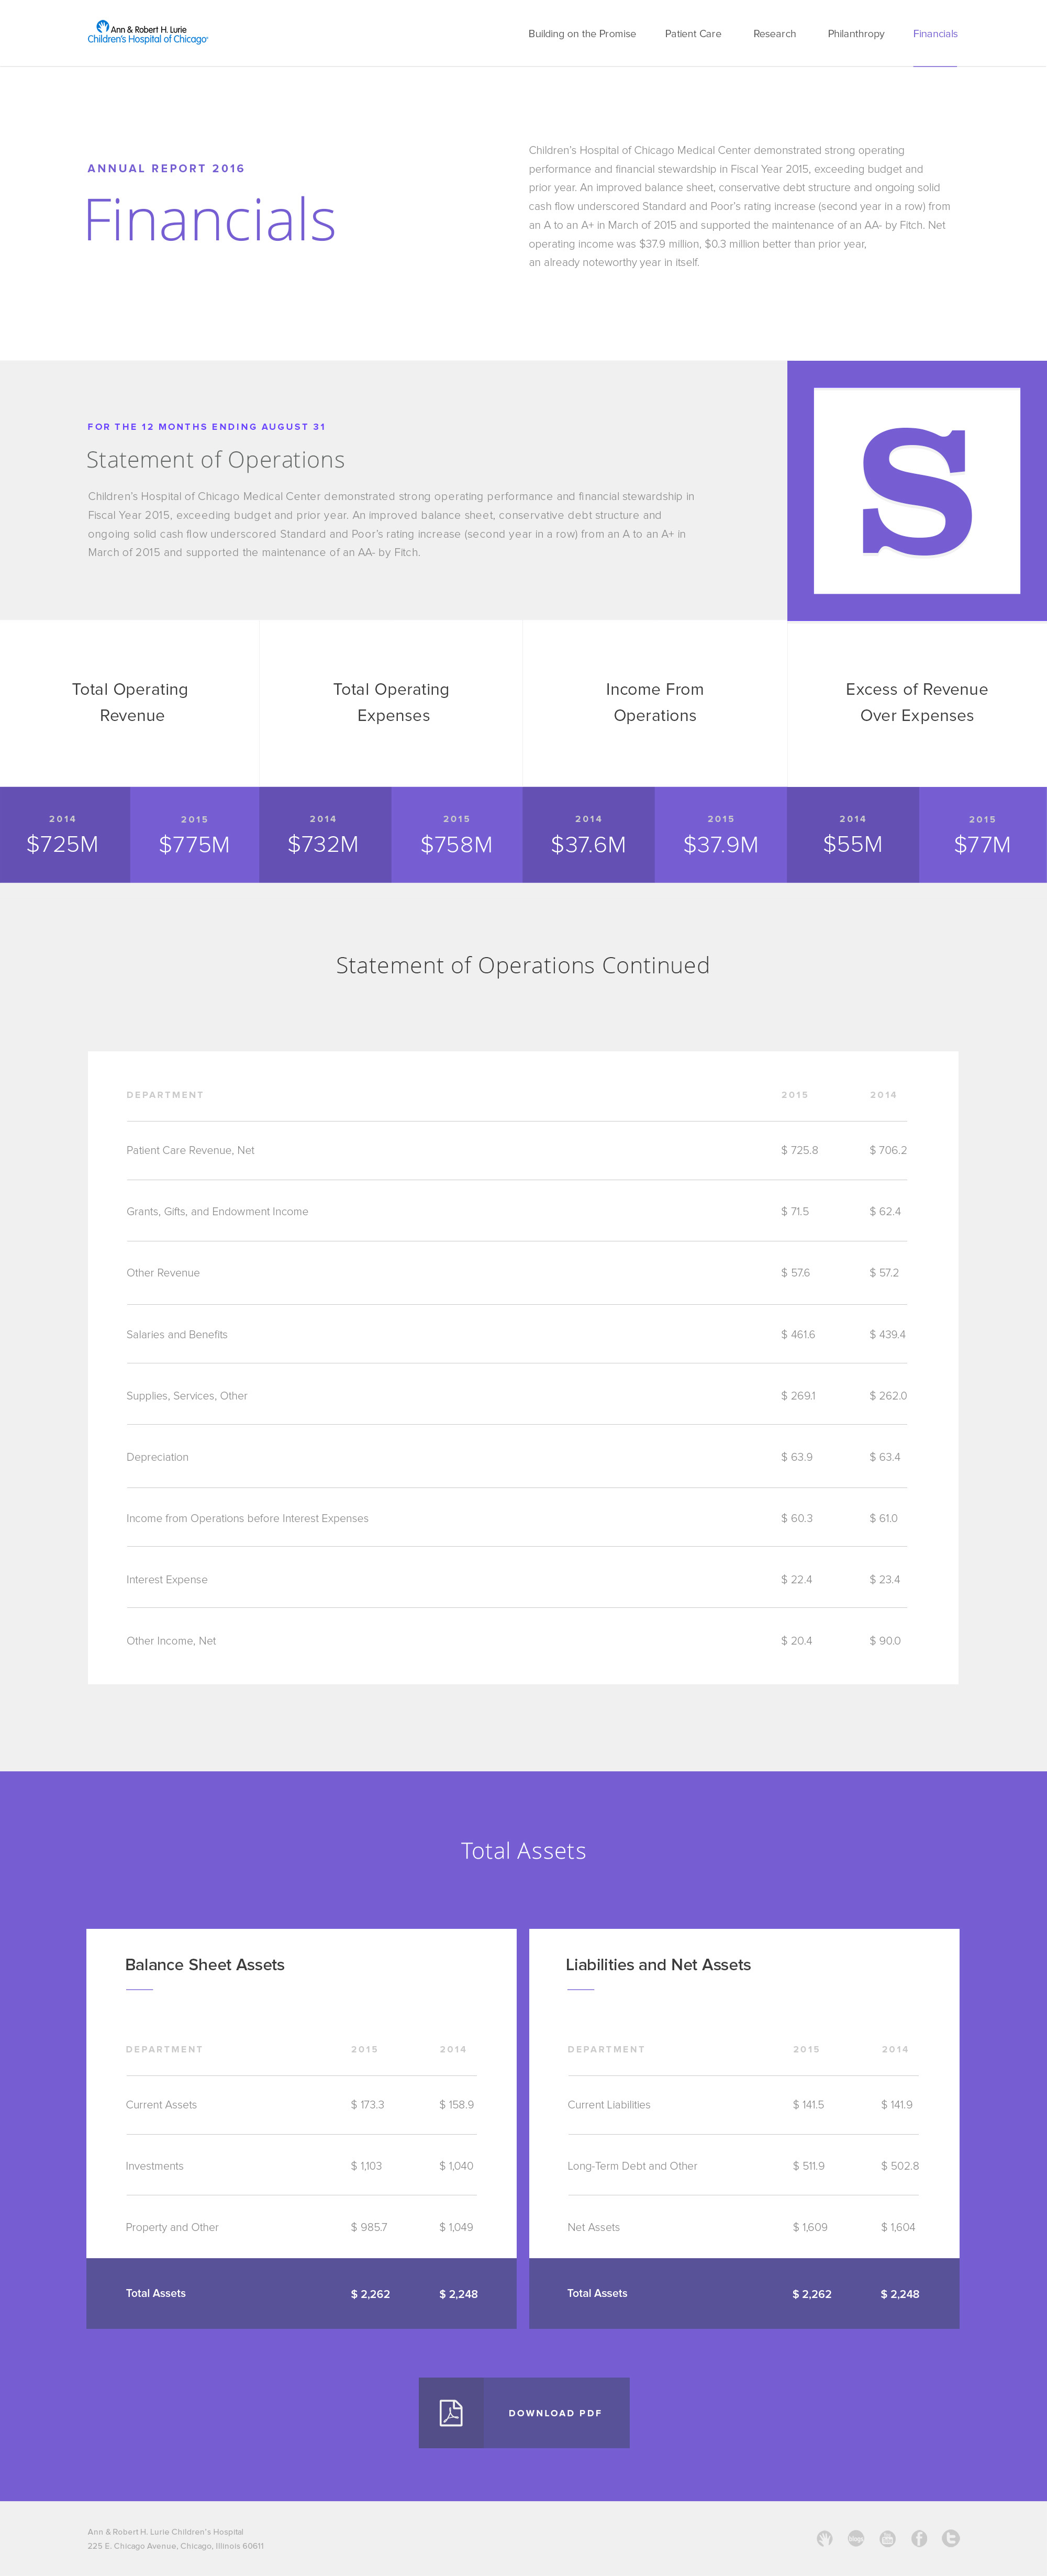 Ann & Robert H. Lurie
Children's Hospital of Chicago
Building on the Promise Patient Care Research Philanthropy Financials
ANNUAL REPORT 2016
Financials
Children's Hospital of Chicago Medical Center demonstrated strong operating
performance and financial stewardship in Fiscal Year 2015, exceeding budget and
prior year. An improved balance sheet, conservative debt structure and ongoing solid
cash flow underscored Standard and Poor's rating increase (second year in a row) from
an A to an A+ in March of 2015 and supported the maintenance of an AA- by Fitch. Net
operating income was $37.9 million, $0.3 million better than prior year,
an already noteworthy year in itself.
FOR THE 12 MONTHS ENDING AUGUST 31
Statement of Operations
Children's Hospital of Chicago Medical Center demonstrated strong operating performance and financial stewardship in
Fiscal Year 2015, exceeding budget and prior year. An improved balance sheet, conservative debt structure and
ongoing solid cash flow underscored Standard and Poor's rating increase (second year in a row) from an A to an A+ in
March of 2015 and supported the maintenance of an AA- by Fitch.
S
Total Operating
Revenue
Total Operating
Expenses
Income From
Operations
Excess of Revenue
Over Expenses
2014 2015 2014 2015 2014 2015 2014 2015
$725M $775M $732M $758M $37.6M $37.9M $55M $77M
Statement of Operations Continued
DEPARTMENT 2015 2014
Patient Care Revenue, Net $ 725.8 $ 706.2
Grants, Gifts, and Endowment Income $ 71.5 $ 62.4
Other Revenue $ 57.6 $ 57.2
Salaries and Benefits $ 461.6 $ 439.4
Supplies, Services, Other $ 269.1 $ 262.0
Depreciation $ 63.9 $ 63.4
Income from Operations before Interest Expenses $ 60.3 $ 61.0
Interest Expense $ 22.4 $ 23.4
Other Income, Net $ 20.4 $ 90.0
Total Assets
Balance Sheet Assets
DEPARTMENT 2015 2014
Current Assets $ 173.3 $ 158.9
Investments $ 1,103 $ 1,040
Property and Other $ 985.7 $ 1,049
Total Assets $ 2,262 $ 2,248
Liabilities and Net Assets
DEPARTMENT 2015 2014
Current Liabilities $ 141.5 $ 141.9
Long-Term Debt and Other $ 511.9 $ 502.8
Net Assets $ 1,609 $ 1,604
Total Assets $ 2,262 $ 2,248
DOWNLOAD PDF
Ann & Robert H. Lurie Children's Hospital
225 E. Chicago Avenue, Chicago, Illinois 60611